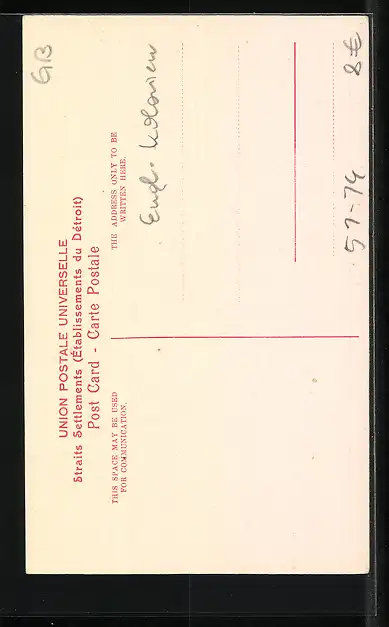 GB
UNION POSTALE UNIVERSELLE
Straits Settlements (Établissements du Détroit)
Post Card - Carte Postale
THIS SPACE MAY BE USED
FOR COMMUNICATION.
THE ADDRESS ONLY TO BE
WRITTEN HERE.
Engl. Kolonien
57-74
8€